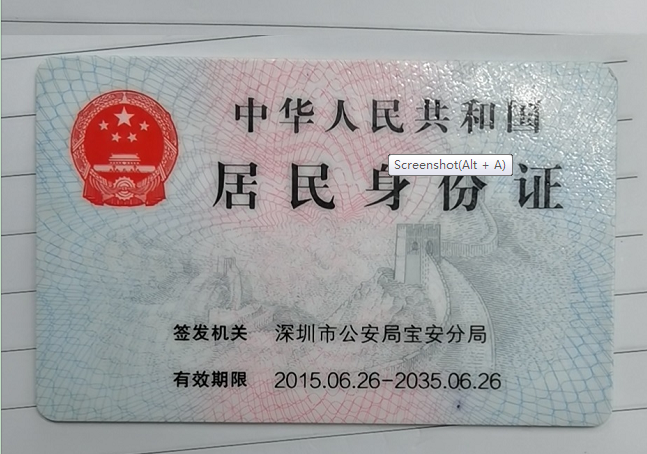 中华人民共和国
Screenshot(Alt + A)
居民身份证
签发机关 深圳市公安局宝安分局
有效期限 2015.06.26-2035.06.26